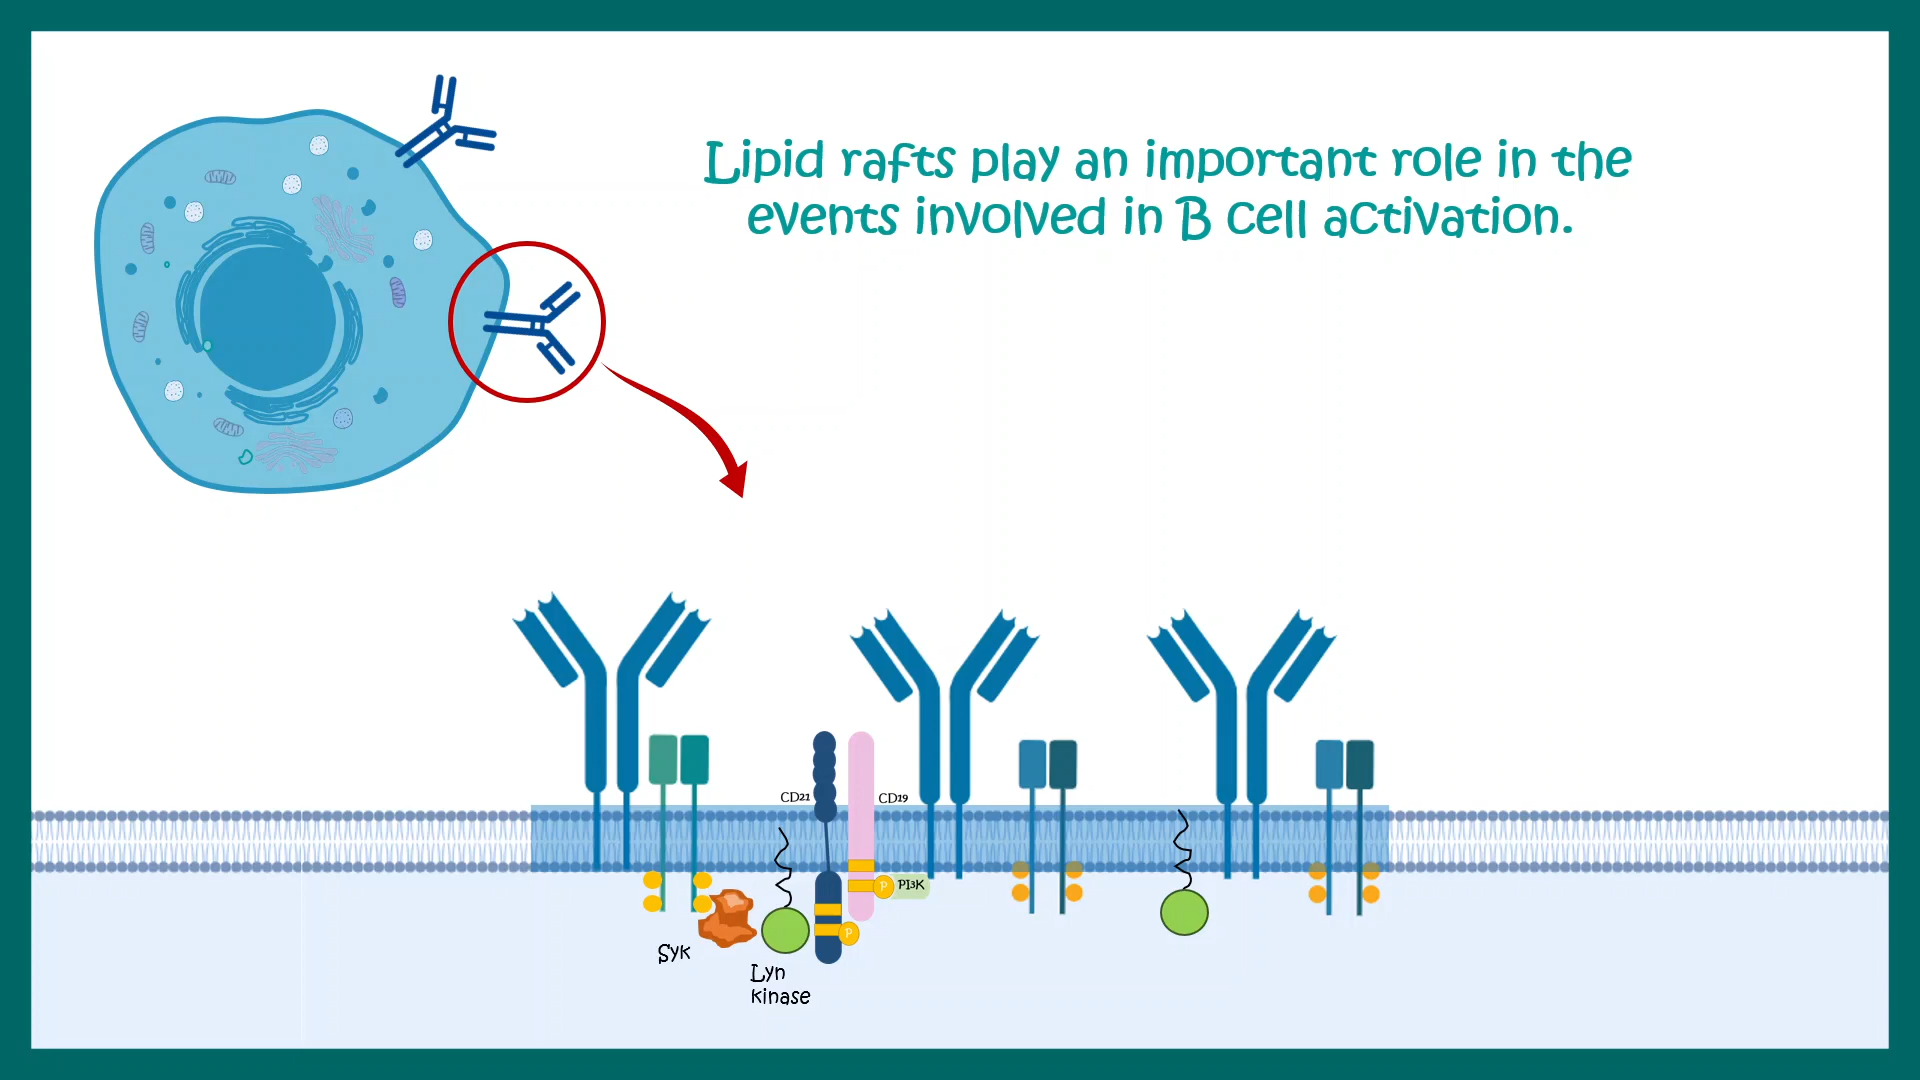 Lipid rafts play an important role in the
events involved in B cell activation.
CD21
CD19
P
PI3K
P
Syk
Lyn
kinase